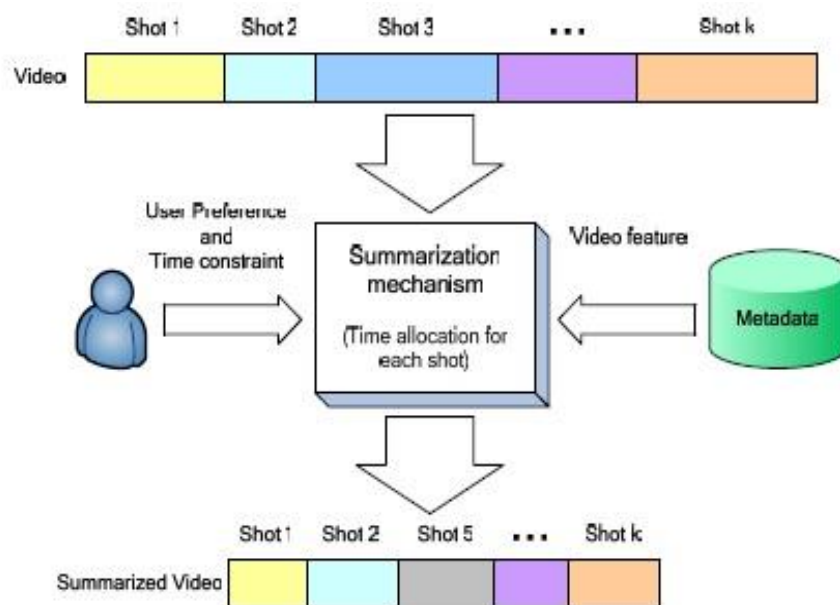 Shot 1 Shot 2 Shot 3 ... Shot k
Video
User Preference
and
Time constraint
Summarization
mechanism
(Time allocation for
each shot)
Video feature
Metadata
Shot 1 Shot 2 Shot 5 ... Shot k
Summarized Video